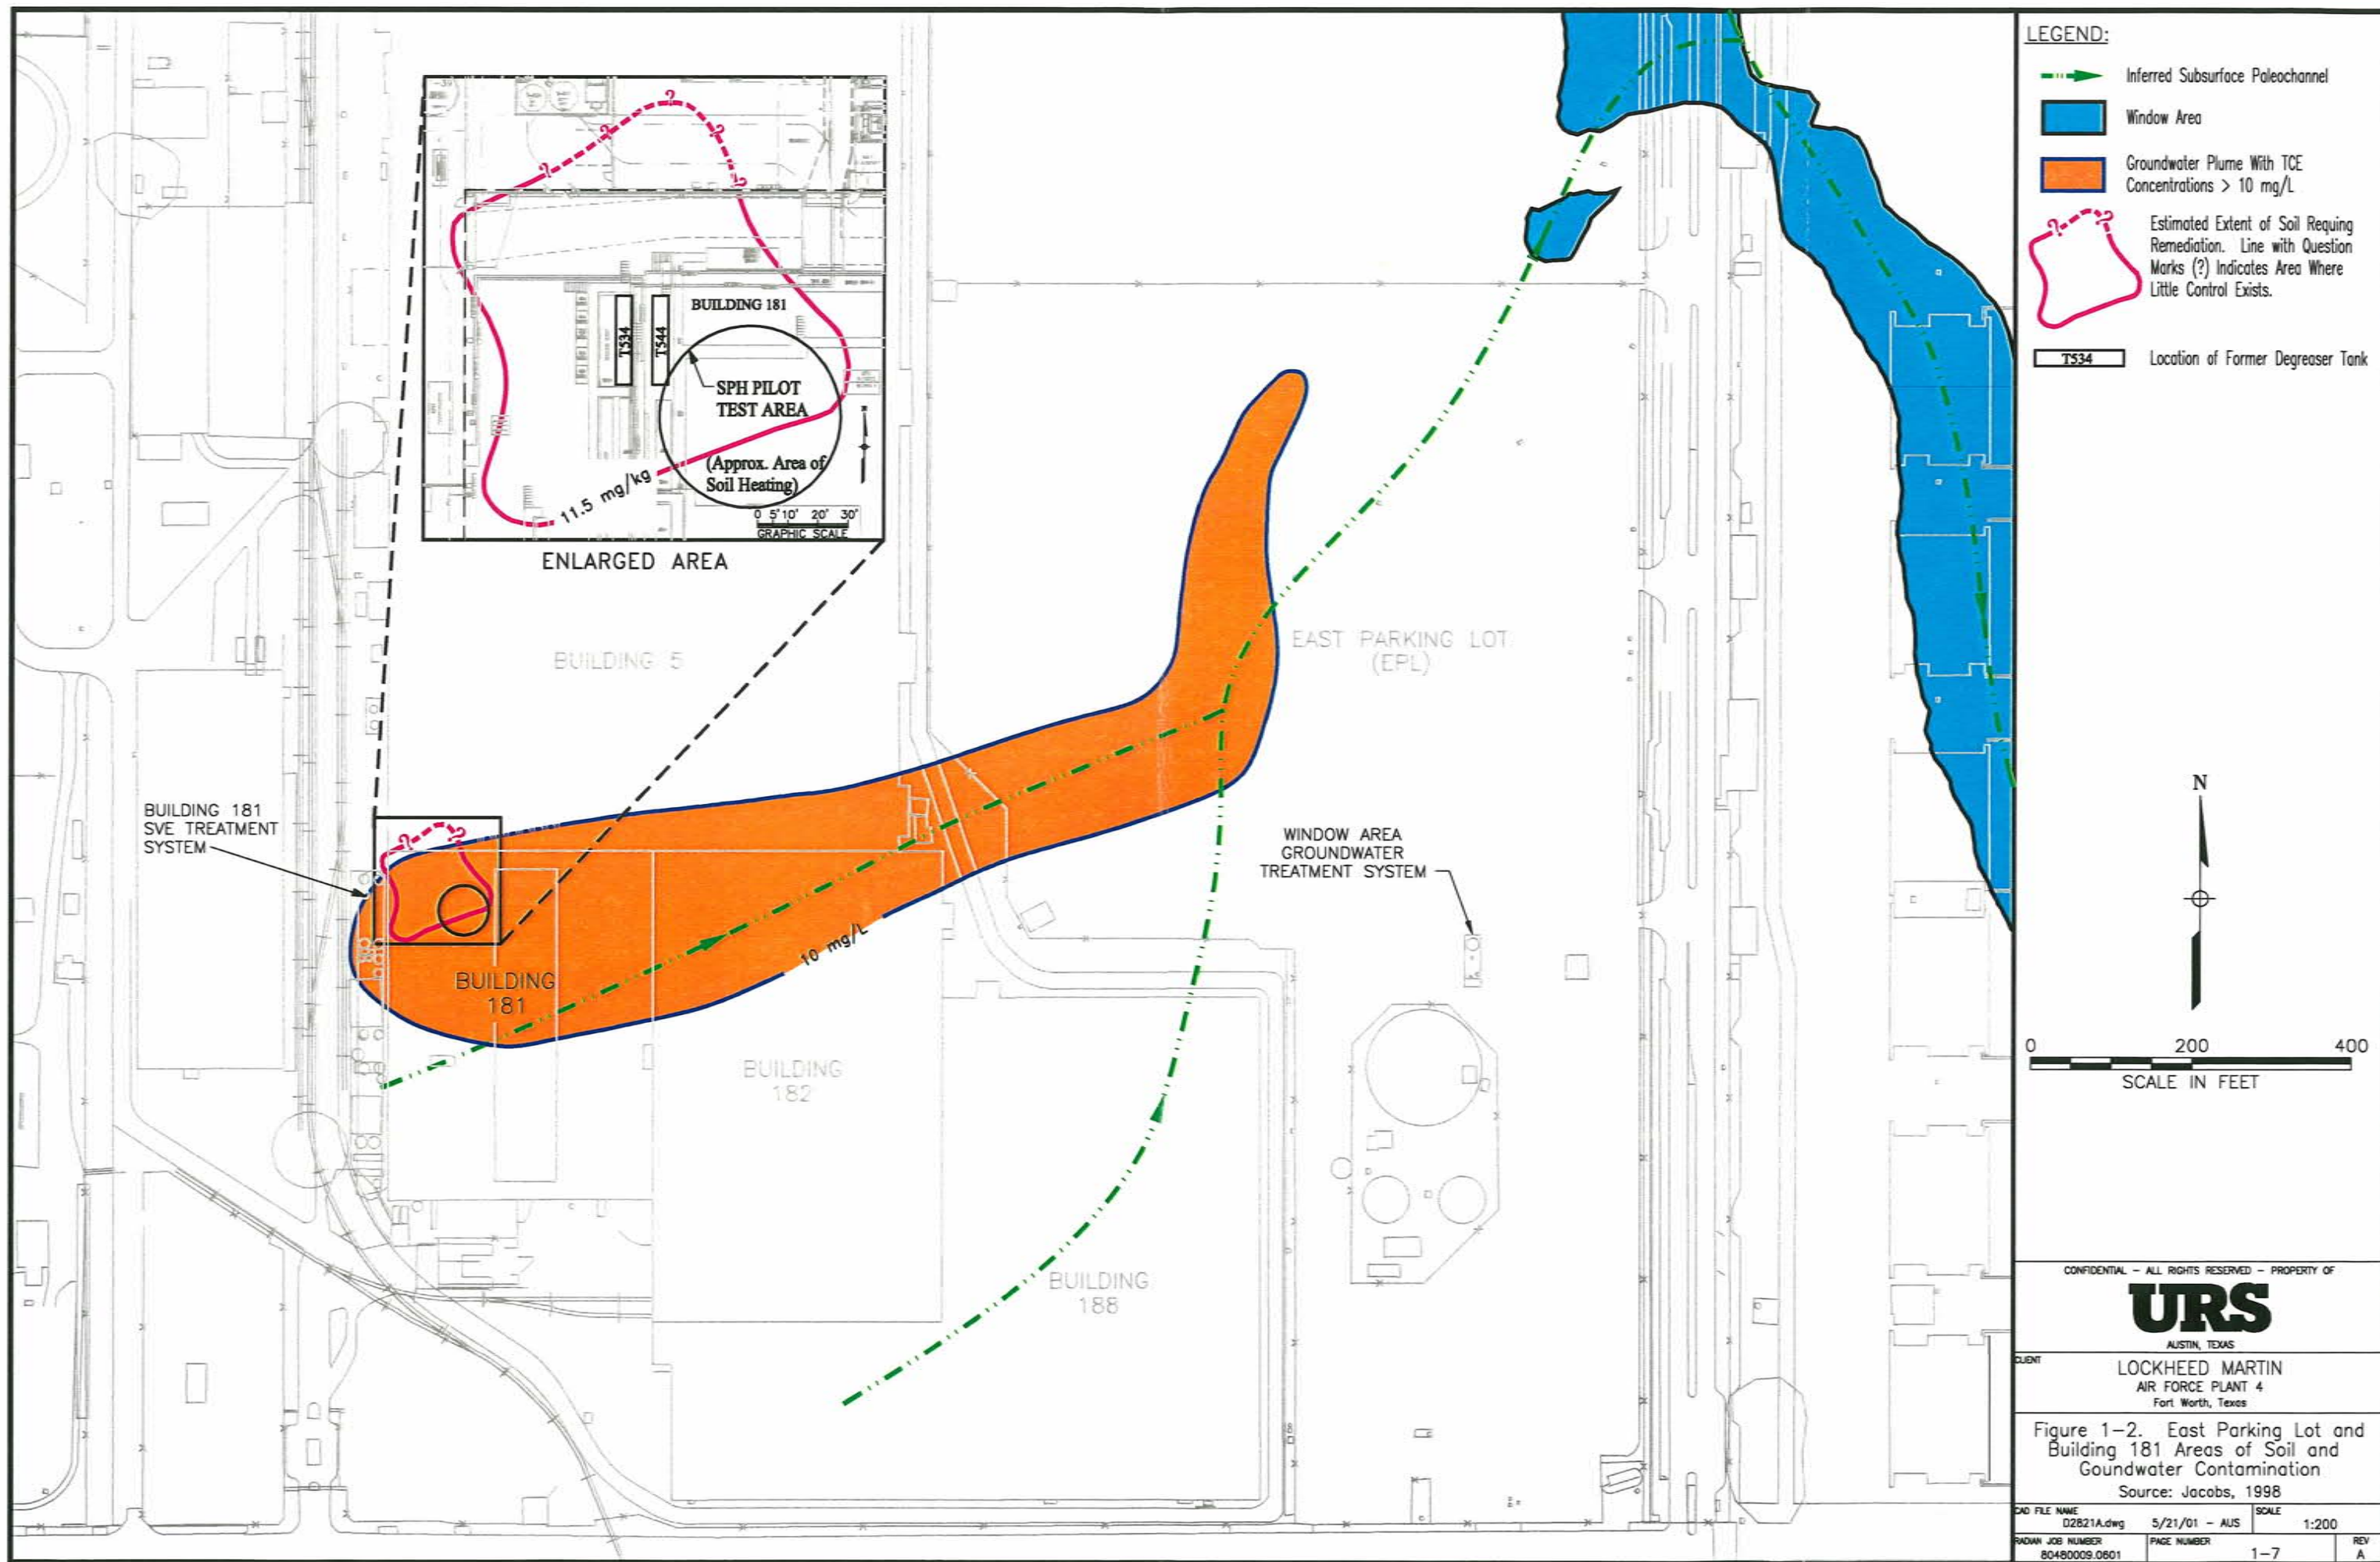 LEGEND:
Inferred Subsurface Paleochannel
Window Area
Groundwater Plume With TCE
Concentrations > 10 mg/L
Estimated Extent of Soil Requing
Remediation. Line with Question
Marks (?) Indicates Area Where
Little Control Exists.
T534
Location of Former Degreaser Tank
? ? ? ? ?
BUILDING 181
T534
T544
SPH PILOT
TEST AREA
(Approx. Area of
Soil Heating)
11.5 mg/kg
0 5' 10' 20' 30'
GRAPHIC SCALE
ENLARGED AREA
BUILDING 5
EAST PARKING LOT
(EPL)
BUILDING 181
SVE TREATMENT
SYSTEM
? ?
WINDOW AREA
GROUNDWATER
TREATMENT SYSTEM
10 mg/L
BUILDING
181
BUILDING
182
BUILDING
188
N
0 200 400
SCALE IN FEET
CONFIDENTIAL - ALL RIGHTS RESERVED - PROPERTY OF
URS
AUSTIN, TEXAS
CLIENT
LOCKHEED MARTIN
AIR FORCE PLANT 4
Fort Worth, Texas
Figure 1-2. East Parking Lot and
Building 181 Areas of Soil and
Goundwater Contamination
Source: Jacobs, 1998
CAD FILE NAME
D2821A.dwg 5/21/01 - AUS
SCALE
1:200
RADIAN JOB NUMBER
80480009.0601
PAGE NUMBER
1-7
REV
A